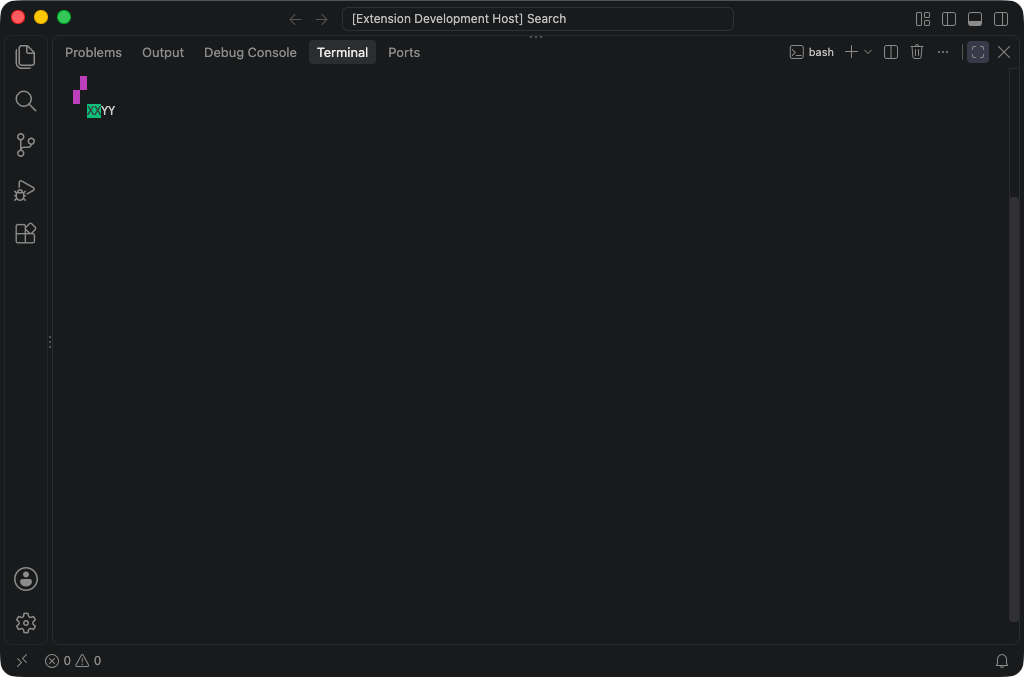 [Extension Development Host] Search
Problems Output Debug Console Terminal Ports bash
XXYY
0 0